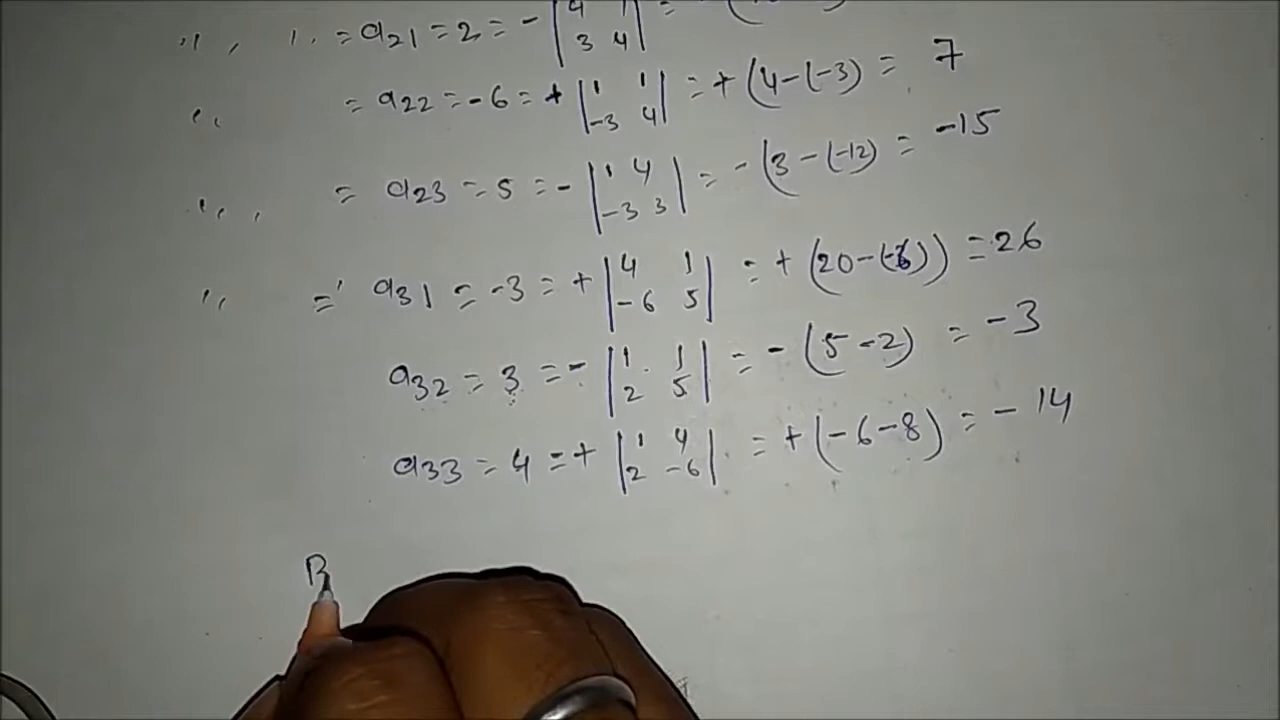 ,, , ,, = a21 = 2 = - |4 1 / 3 4| =
,, = a22 = -6 = + |1 1 / -3 4| = + (4-(-3) = 7
,, , = a23 = 5 = - |1 4 / -3 3| = - (3-(-12) = -15
,, = a31 = -3 = + |4 1 / -6 5| = + (20-(-6)) = 26
a32 = 3 = - |1 1 / 2 5| = - (5-2) = -3
a33 = 4 = + |1 4 / 2 -6| = + (-6-8) = -14